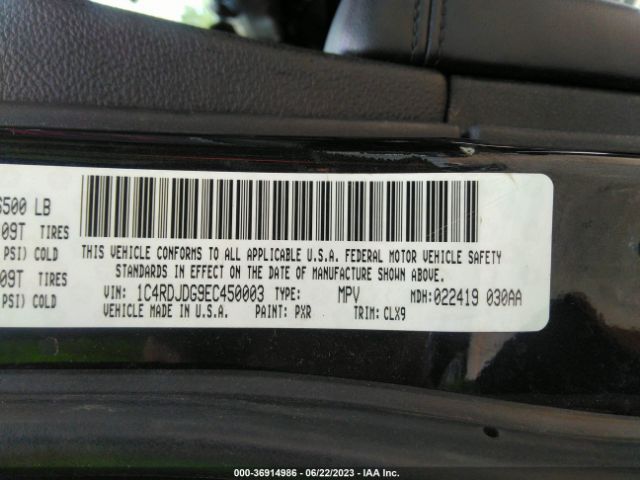 6500 LB
09T TIRES
PSI) COLD
09T TIRES
PSI) COLD
THIS VEHICLE CONFORMS TO ALL APPLICABLE U.S.A. FEDERAL MOTOR VEHICLE SAFETY
STANDARDS IN EFFECT ON THE DATE OF MANUFACTURE SHOWN ABOVE.
VIN: 1C4RDJDG9EC450003 TYPE: MPV MDH: 022419 030AA
VEHICLE MADE IN U.S.A. PAINT: PXR TRIM: CLX9
000 - 36914986 - 06/22/2023 - IAA Inc.